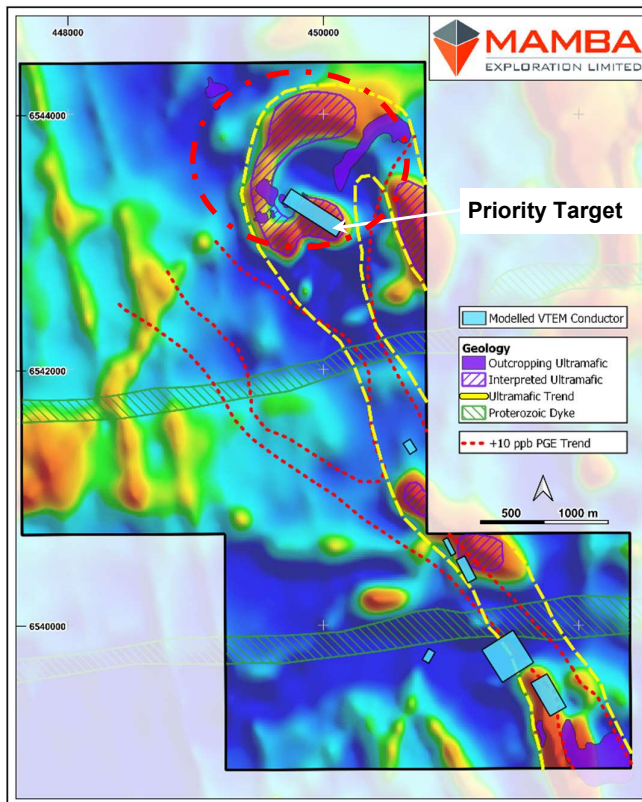 448000
450000
MAMBA
EXPLORATION LIMITED
6544000
Priority Target
Modelled VTEM Conductor
Geology
Outcropping Ultramafic
Interpreted Ultramafic
Ultramafic Trend
Proterozoic Dyke
+10 ppb PGE Trend
6542000
500 1000 m
6540000